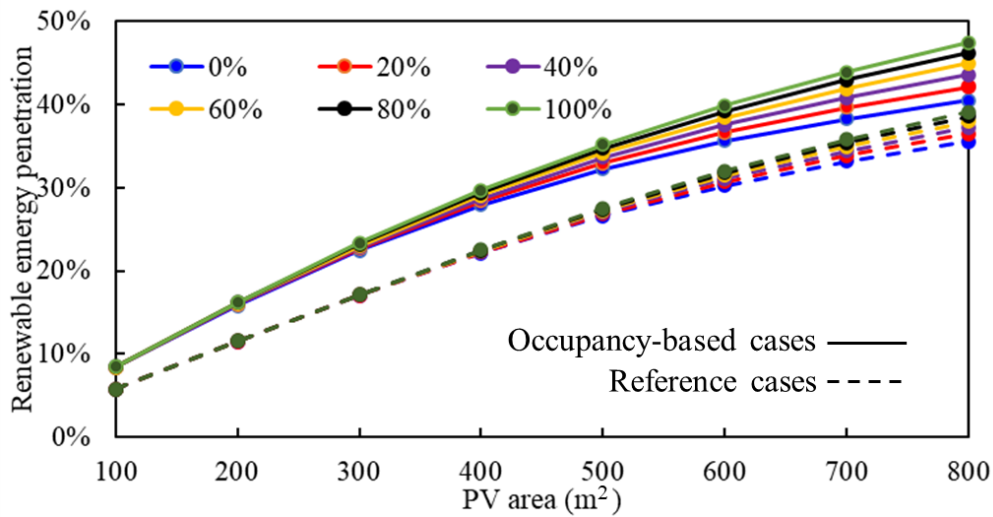 50%
40%
30%
20%
10%
0%
Renewable energy penetration
0% 20% 40%
60% 80% 100%
Occupancy-based cases
Reference cases
100 200 300 400 500 600 700 800
PV area (m²)